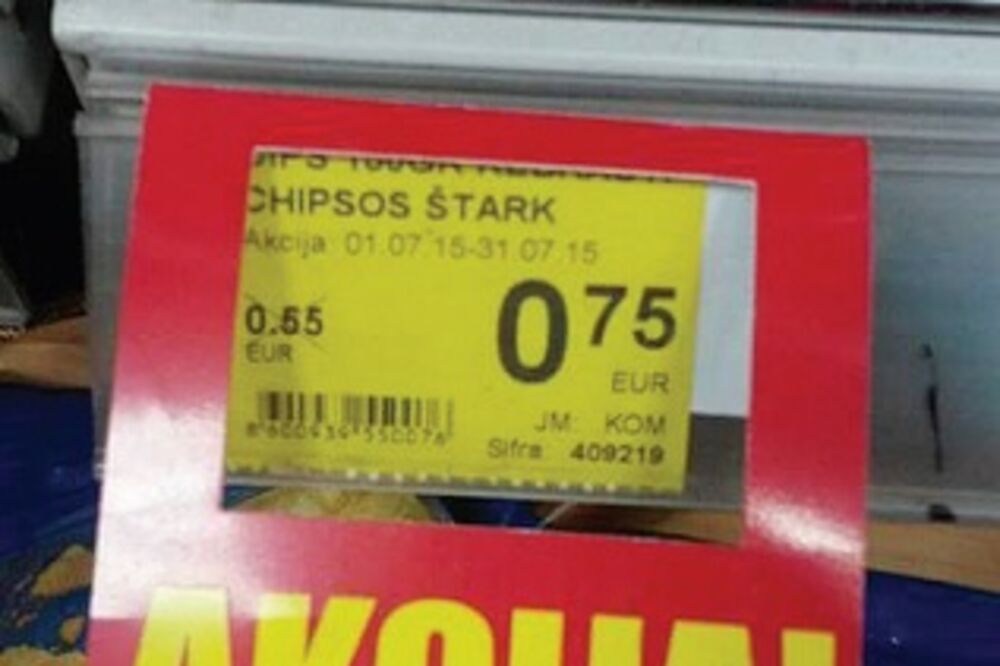 CHIPSOS ŠTARK
Akcija 01.07.15-31.07.15
0.55
EUR
0 75
EUR
JM: KOM
Sifra 409219
AKCIJA!